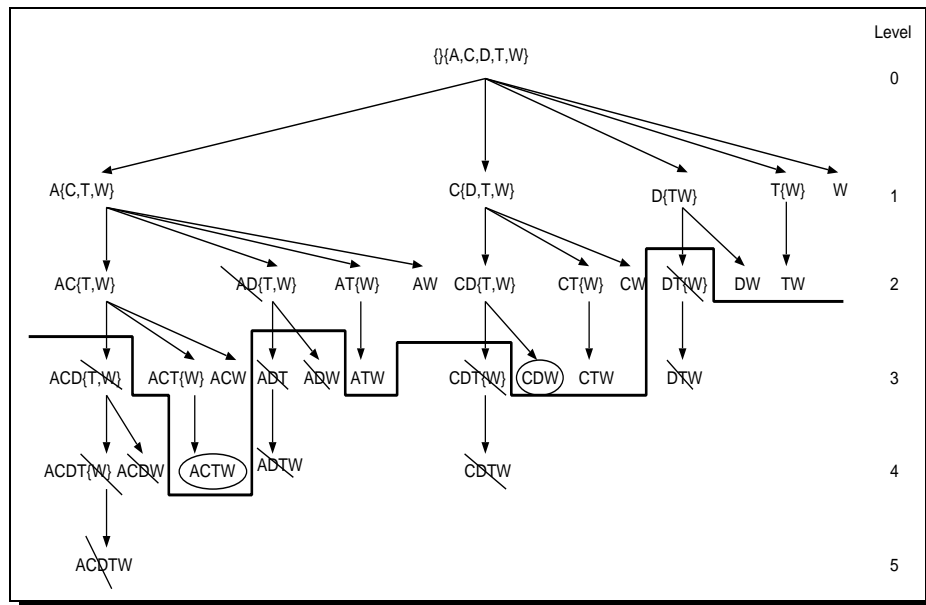 Level
{}{A,C,D,T,W}
0
A{C,T,W} C{D,T,W} D{TW} T{W} W 1
AC{T,W} AD{T,W} AT{W} AW CD{T,W} CT{W} CW DT{W} DW TW 2
ACD{T,W} ACT{W} ACW ADT ADW ATW CDT{W} CDW CTW DTW 3
ACDT{W} ACDW ACTW ADTW CDTW 4
ACDTW 5